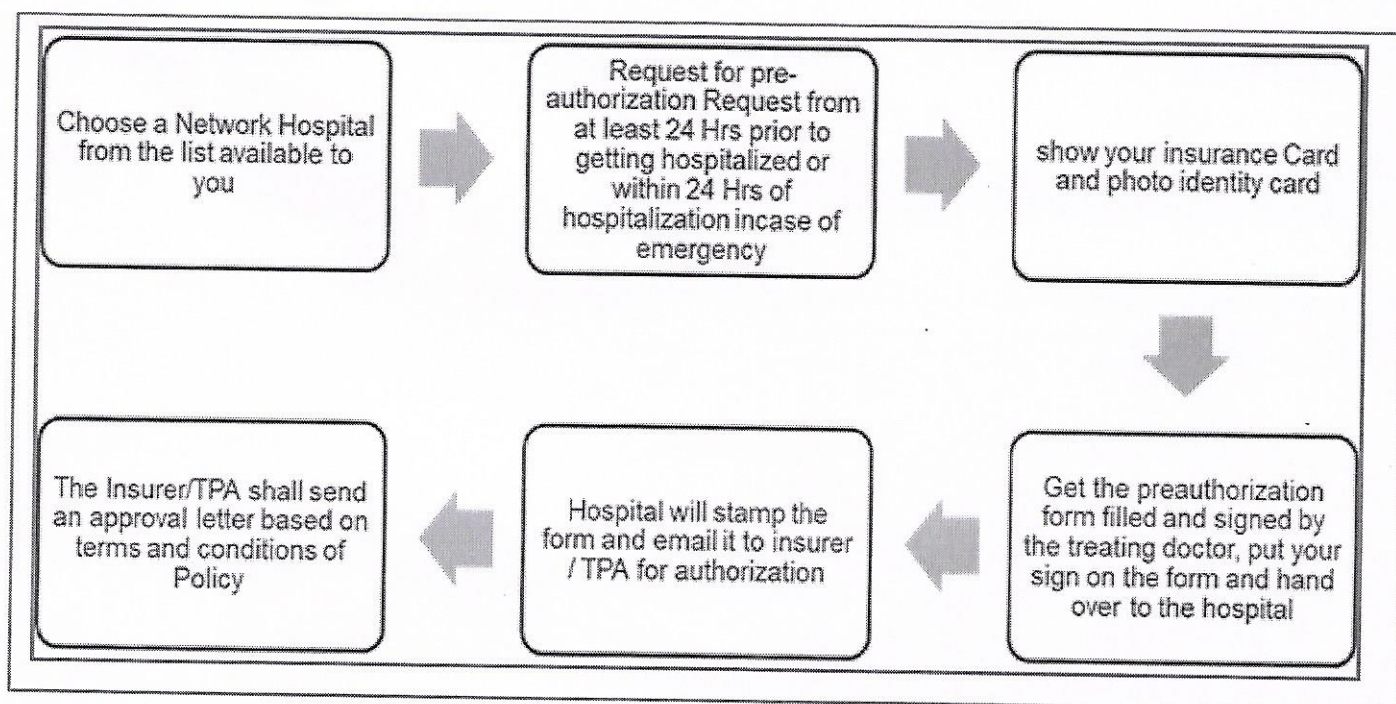 Choose a Network Hospital
from the list available to
you
Request for pre-
authorization Request from
at least 24 Hrs prior to
getting hospitalized or
within 24 Hrs of
hospitalization incase of
emergency
show your insurance Card
and photo identity card
Get the preauthorization
form filled and signed by
the treating doctor, put your
sign on the form and hand
over to the hospital
Hospital will stamp the
form and email it to insurer
/ TPA for authorization
The Insurer/TPA shall send
an approval letter based on
terms and conditions of
Policy